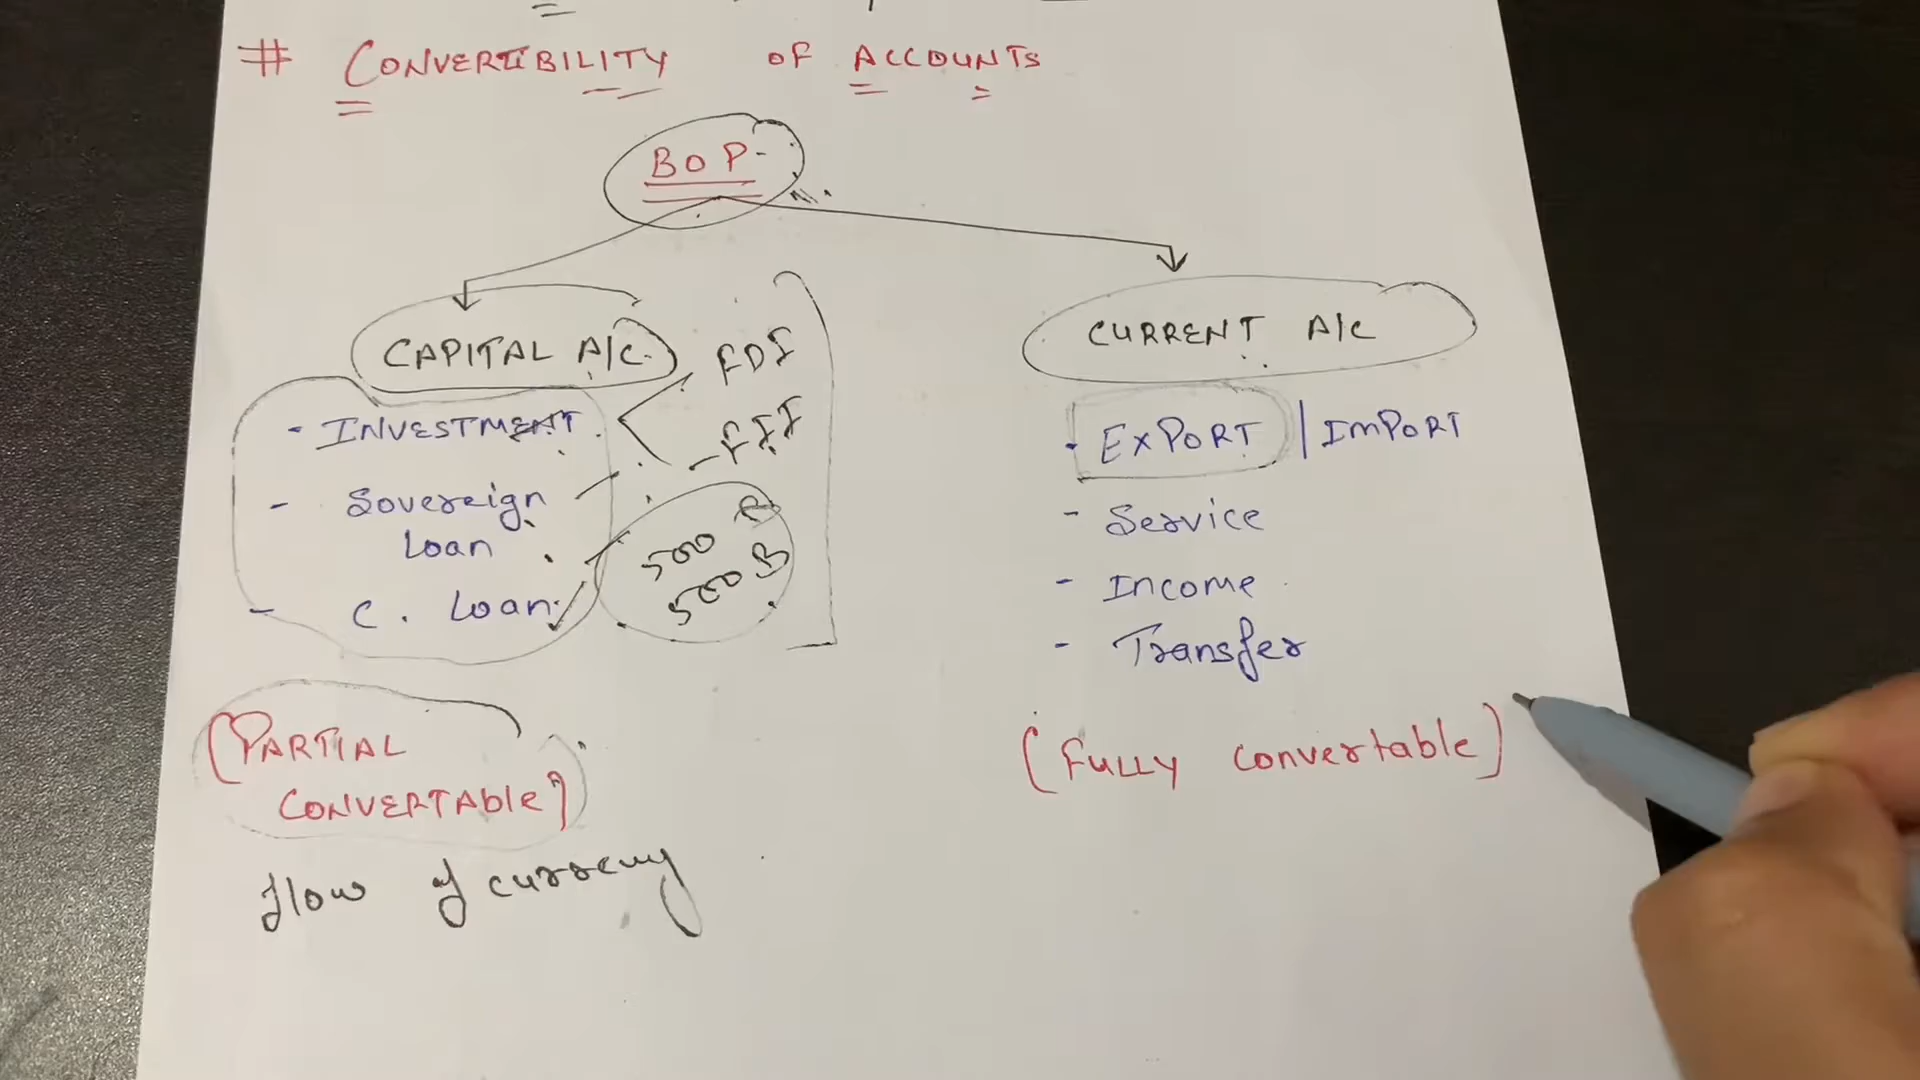 # CONVERTIBILITY OF ACCOUNTS
BOP
CAPITAL A/C.
- INVESTMENT
FDI
- FII
- Sovereign
Loan
500
500 B
- C. Loan
(PARTIAL
CONVERTABle)
flow of currency
CURRENT A/C
- EXPORT | IMPORT
- Service
- Income
- Transfer
(FULLY convertable)